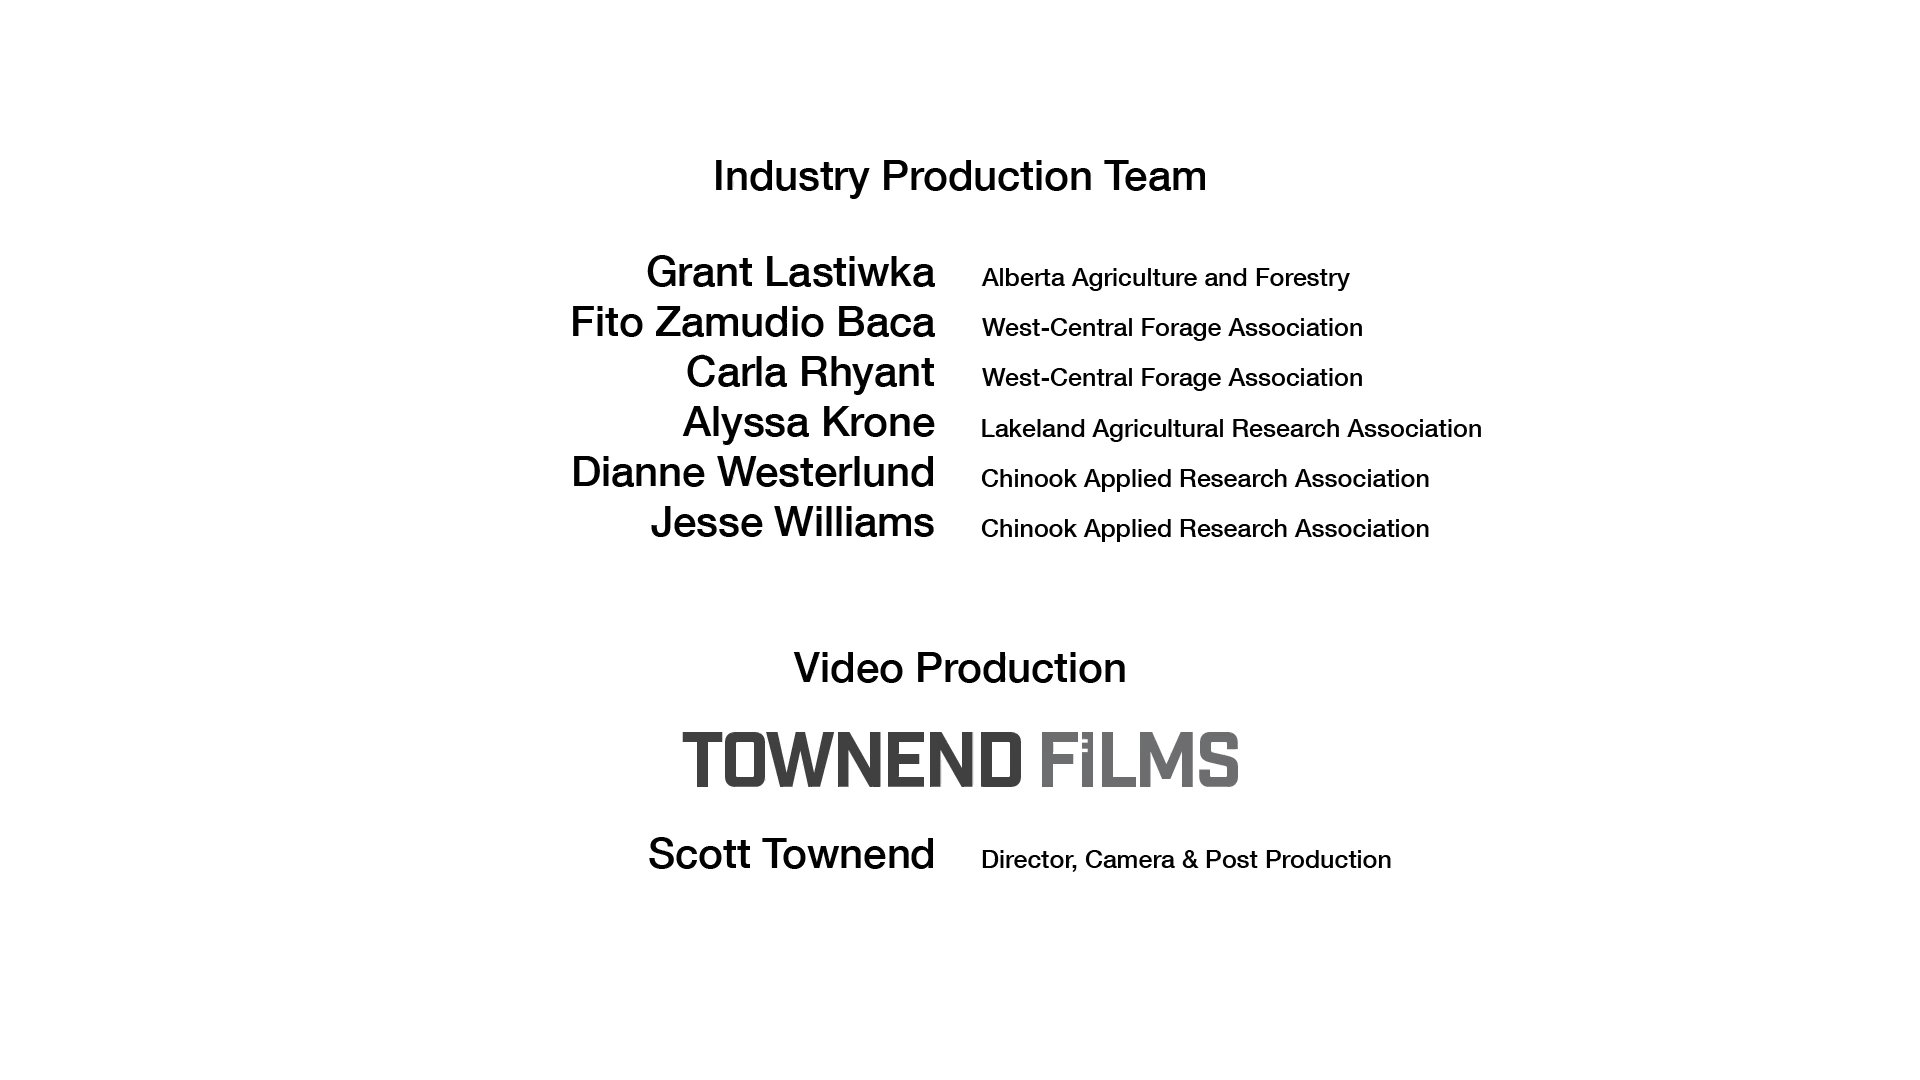 Industry Production Team
Grant Lastiwka Alberta Agriculture and Forestry
Fito Zamudio Baca West-Central Forage Association
Carla Rhyant West-Central Forage Association
Alyssa Krone Lakeland Agricultural Research Association
Dianne Westerlund Chinook Applied Research Association
Jesse Williams Chinook Applied Research Association
Video Production
TOWNEND FiLMS
Scott Townend Director, Camera & Post Production